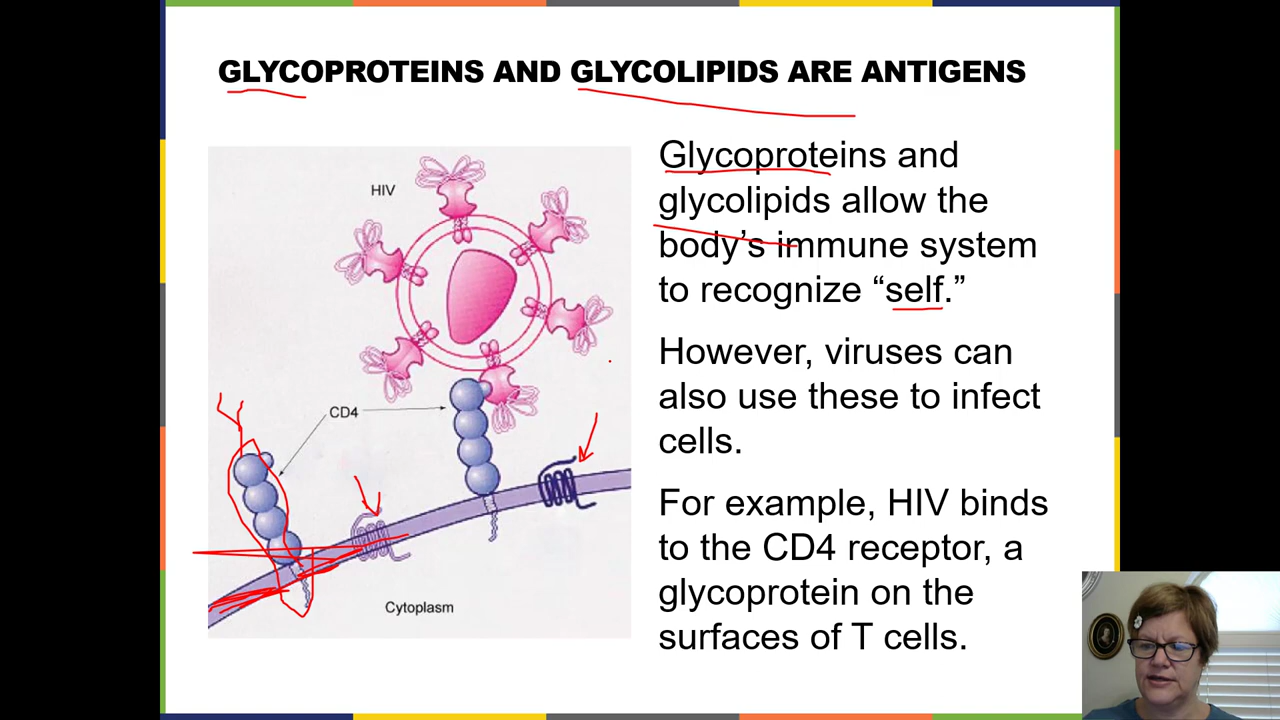 GLYCOPROTEINS AND GLYCOLIPIDS ARE ANTIGENS
HIV
CD4
Cytoplasm
Glycoproteins and
glycolipids allow the
body’s immune system
to recognize “self.”
However, viruses can
also use these to infect
cells.
For example, HIV binds
to the CD4 receptor, a
glycoprotein on the
surfaces of T cells.